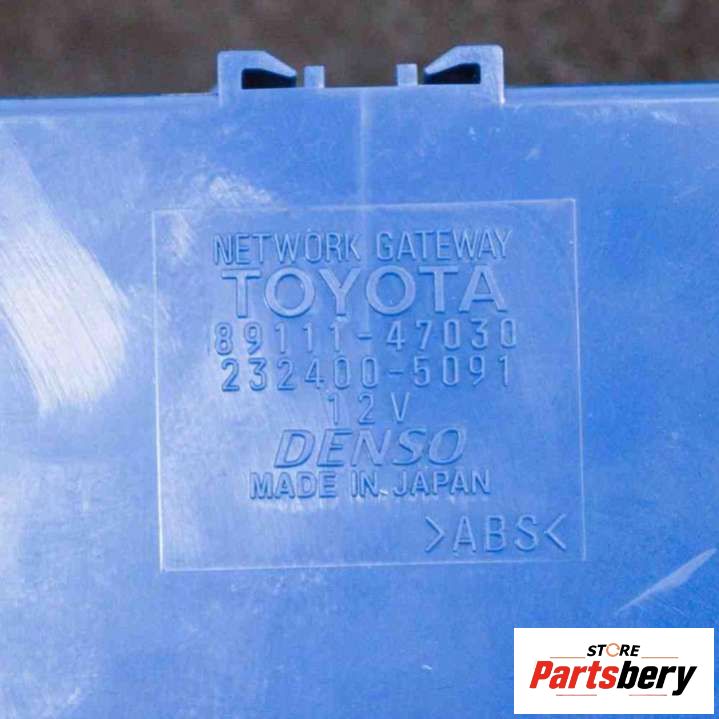 NETWORK GATEWAY
TOYOTA
89111-47030
232400-5091
12V
DENSO
MADE IN JAPAN
>ABS<
STORE
Partsbery